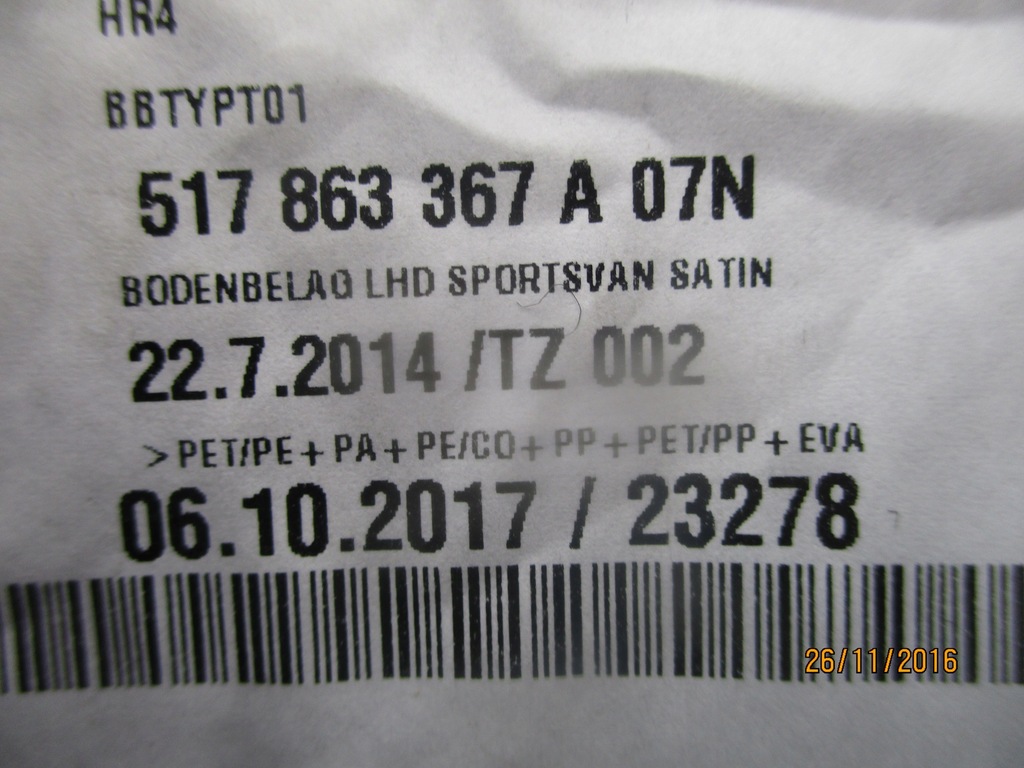 HR4
BBTYPT01
517 863 367 A 07N
BODENBELAG LHD SPORTSVAN SATIN
22.7.2014 /TZ 002
>PET/PE+PA+PE/CO+PP+PET/PP+EVA
06.10.2017 / 23278
26/11/2016